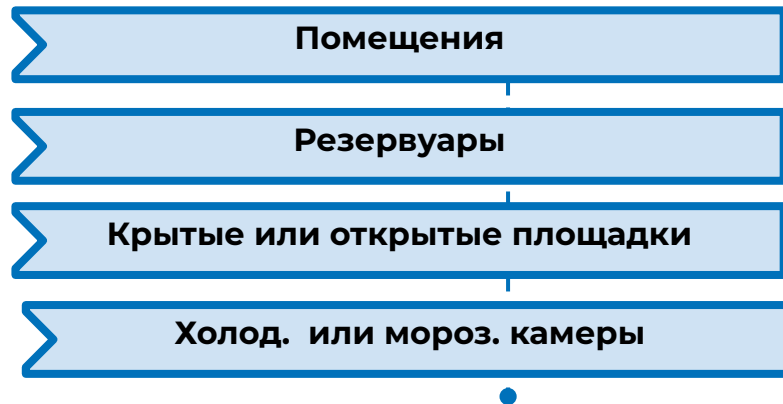 Помещения
Резервуары
Крытые или открытые площадки
Холод. или мороз. камеры